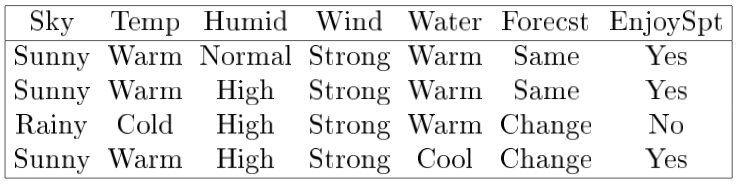 Sky Temp Humid Wind Water Forecst EnjoySpt
Sunny Warm Normal Strong Warm Same Yes
Sunny Warm High Strong Warm Same Yes
Rainy Cold High Strong Warm Change No
Sunny Warm High Strong Cool Change Yes